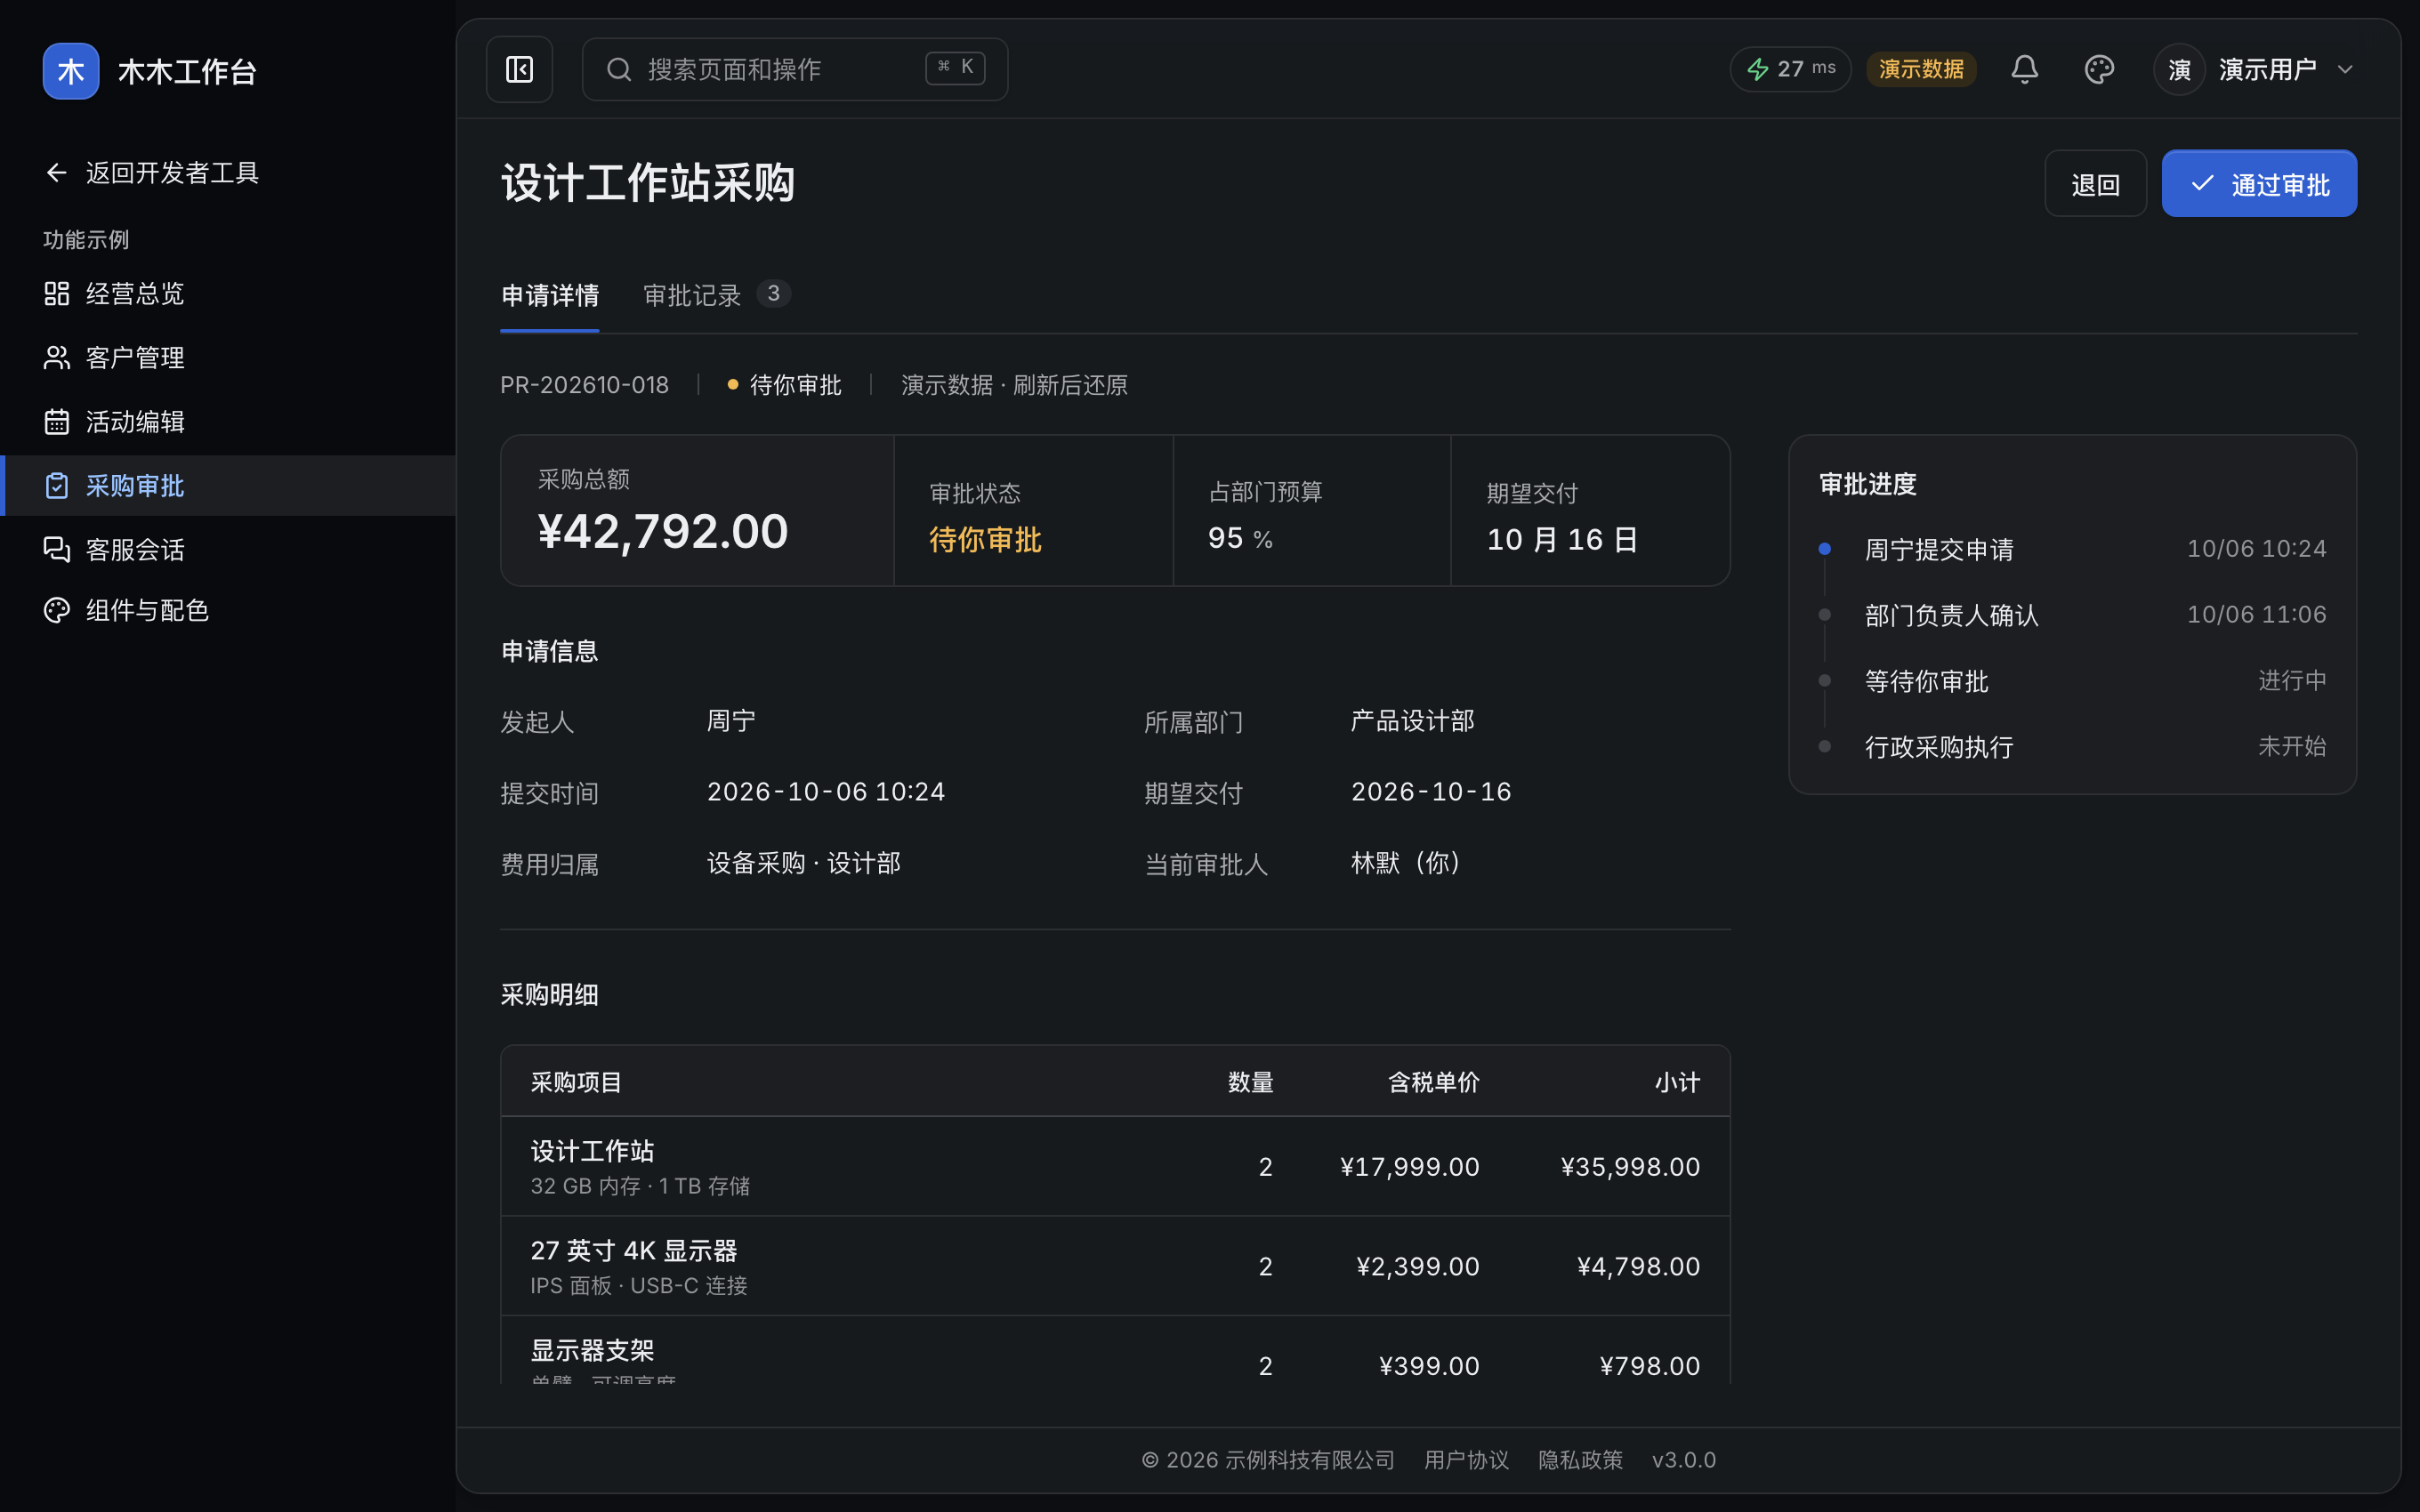 木 木木工作台
搜索页面和操作 ⌘ K
27 ms 演示数据 演 演示用户
返回开发者工具
功能示例
经营总览
客户管理
活动编辑
采购审批
客服会话
组件与配色
设计工作站采购
退回 通过审批
申请详情 审批记录 3
PR-202610-018 待你审批 演示数据 · 刷新后还原
采购总额
¥42,792.00
审批状态
待你审批
占部门预算
95 %
期望交付
10 月 16 日
申请信息
发起人 周宁 所属部门 产品设计部
提交时间 2026-10-06 10:24 期望交付 2026-10-16
费用归属 设备采购 · 设计部 当前审批人 林默（你）
采购明细
采购项目 数量 含税单价 小计
设计工作站
32 GB 内存 · 1 TB 存储
2 ¥17,999.00 ¥35,998.00
27 英寸 4K 显示器
IPS 面板 · USB-C 连接
2 ¥2,399.00 ¥4,798.00
显示器支架
2 ¥399.00 ¥798.00
审批进度
周宁提交申请 10/06 10:24
部门负责人确认 10/06 11:06
等待你审批 进行中
行政采购执行 未开始
© 2026 示例科技有限公司 用户协议 隐私政策 v3.0.0